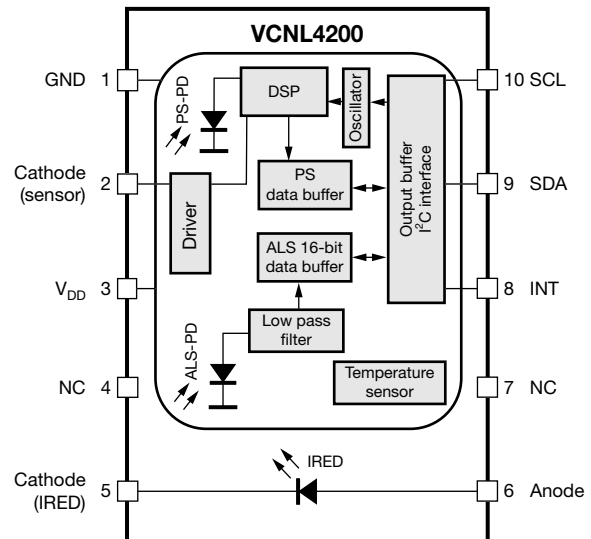 VCNL4200
GND 1
10 SCL
PS-PD
DSP
Oscillator
Output buffer
I²C interface
Cathode
(sensor)
2
9 SDA
PS
data buffer
Driver
ALS 16-bit
data buffer
VDD 3
8 INT
Low pass
filter
ALS-PD
Temperature
sensor
NC 4
7 NC
IRED
Cathode
(IRED)
5
6 Anode